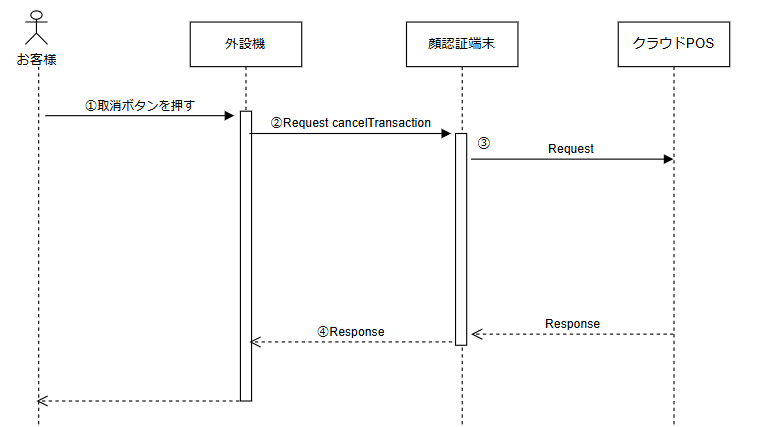 お客様
外設機
顔認証端末
クラウドPOS
①取消ボタンを押す
②Request cancelTransaction
③
Request
Response
④Response